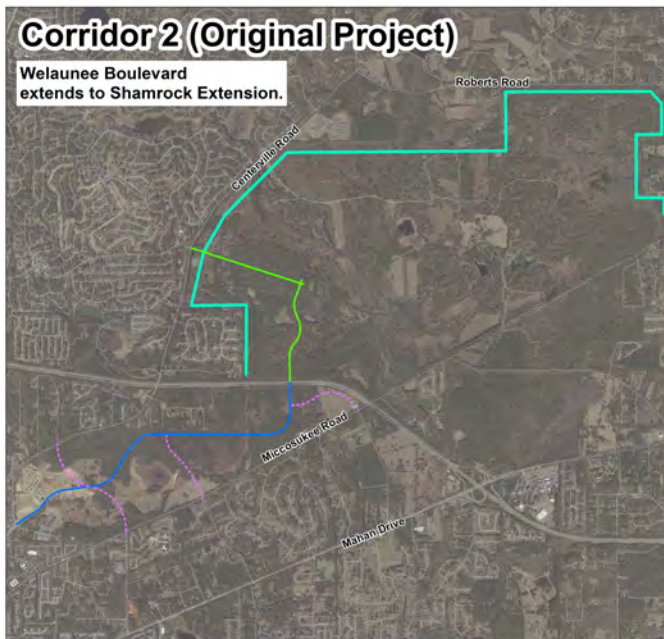 Corridor 2 (Original Project)
Welaunee Boulevard
extends to Shamrock Extension.
Roberts Road
Centerville Road
Miccosukee Road
Mahan Drive